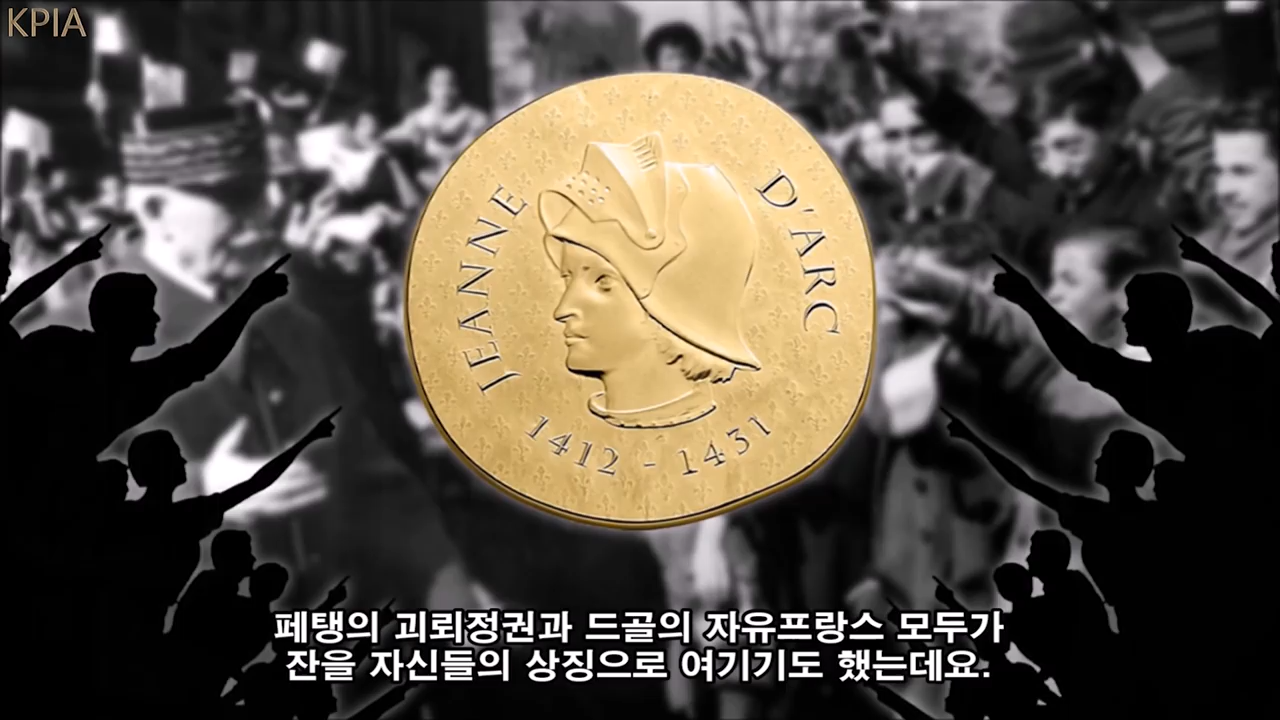 KPIA
JEANNE D'ARC
1412 - 1431
페탱의 괴뢰정권과 드골의 자유프랑스 모두가
잔을 자신들의 상징으로 여기기도 했는데요.